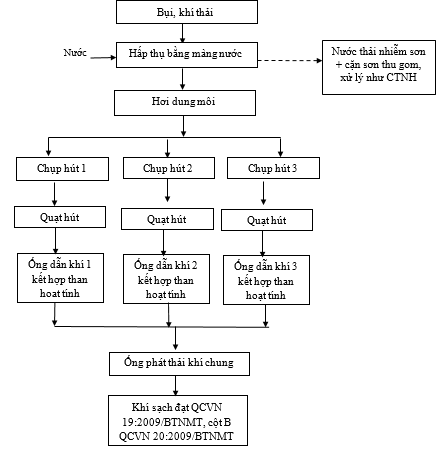 Bụi, khí thải
Nước
Hấp thụ bằng màng nước
Nước thải nhiễm sơn
+ cặn sơn thu gom,
xử lý như CTNH
Hơi dung môi
Chụp hút 1
Chụp hút 2
Chụp hút 3
Quạt hút
Quạt hút
Quạt hút
Ống dẫn khí 1
kết hợp than
hoạt tính
Ống dẫn khí 2
kết hợp than
hoạt tính
Ống dẫn khí 3
kết hợp than
hoạt tính
Ống phát thải khí chung
Khí sạch đạt QCVN
19:2009/BTNMT, cột B
QCVN 20:2009/BTNMT